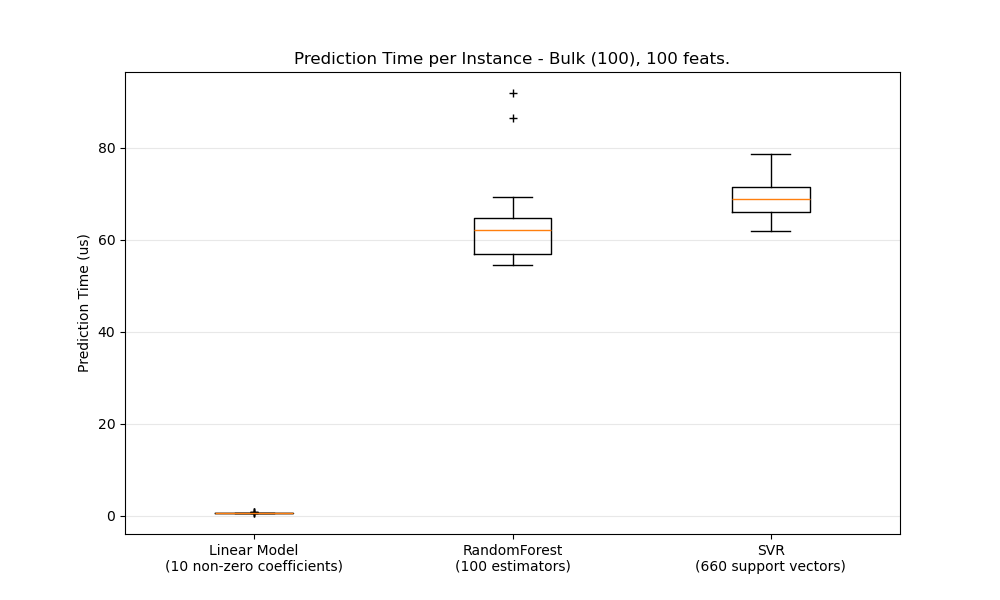 Prediction Time per Instance - Bulk (100), 100 feats.
Prediction Time (us)
80
60
40
20
0
Linear Model
(10 non-zero coefficients)
RandomForest
(100 estimators)
SVR
(660 support vectors)